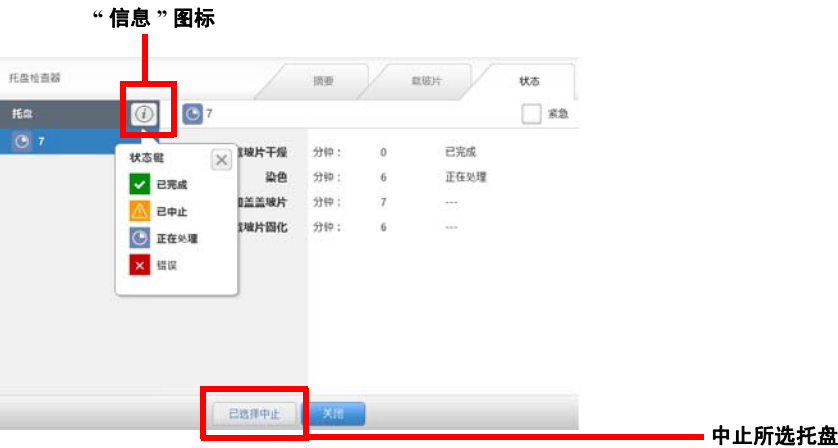 “ 信息 ” 图标
托盘检查器 摘要 载玻片 状态
托盘 7 紧急
7
状态键
已完成
已中止
正在处理
错误
玻片干燥 分钟： 0 已完成
染色 分钟： 6 正在处理
加盖盖玻片 分钟： 7 ---
玻片固化 分钟： 6 ---
已选择中止 关闭
中止所选托盘